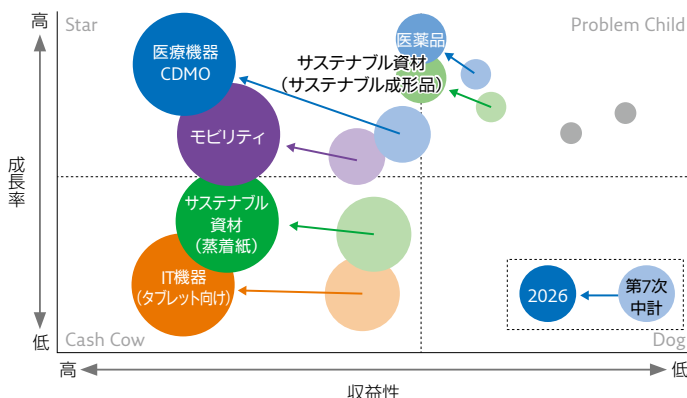 高
Star
Problem Child
医療機器
CDMO
医薬品
サステナブル資材
（サステナブル成形品）
モビリティ
成長率
サステナブル
資材
（蒸着紙）
IT機器
（タブレット向け）
2026
第7次
中計
低
Cash Cow
Dog
高
低
収益性